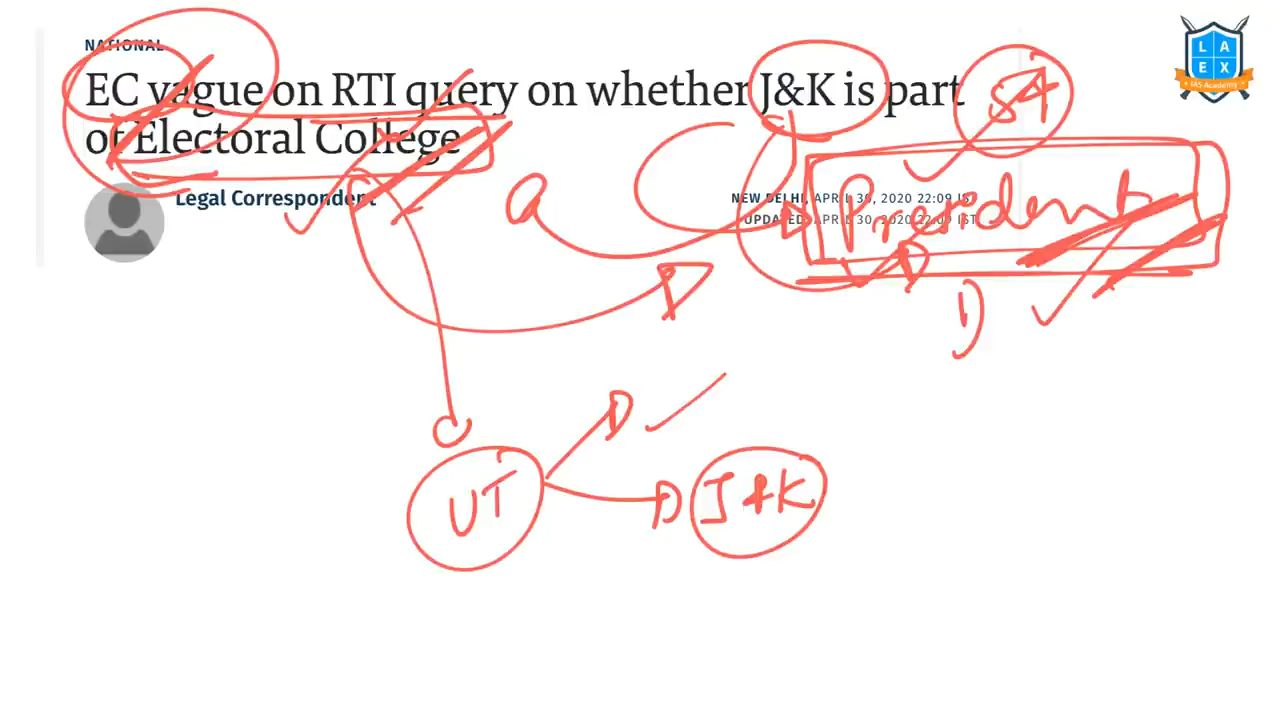 NATIONAL
EC vague on RTI query on whether J&K is part
of Electoral College
Legal Correspondent
NEW DELHI, APRIL 30, 2020 22:09 IST
UPDATED: APRIL 30, 2020 22:09 IST
54
President
D
UT
D
D J&K
L A
E X
IAS Academy